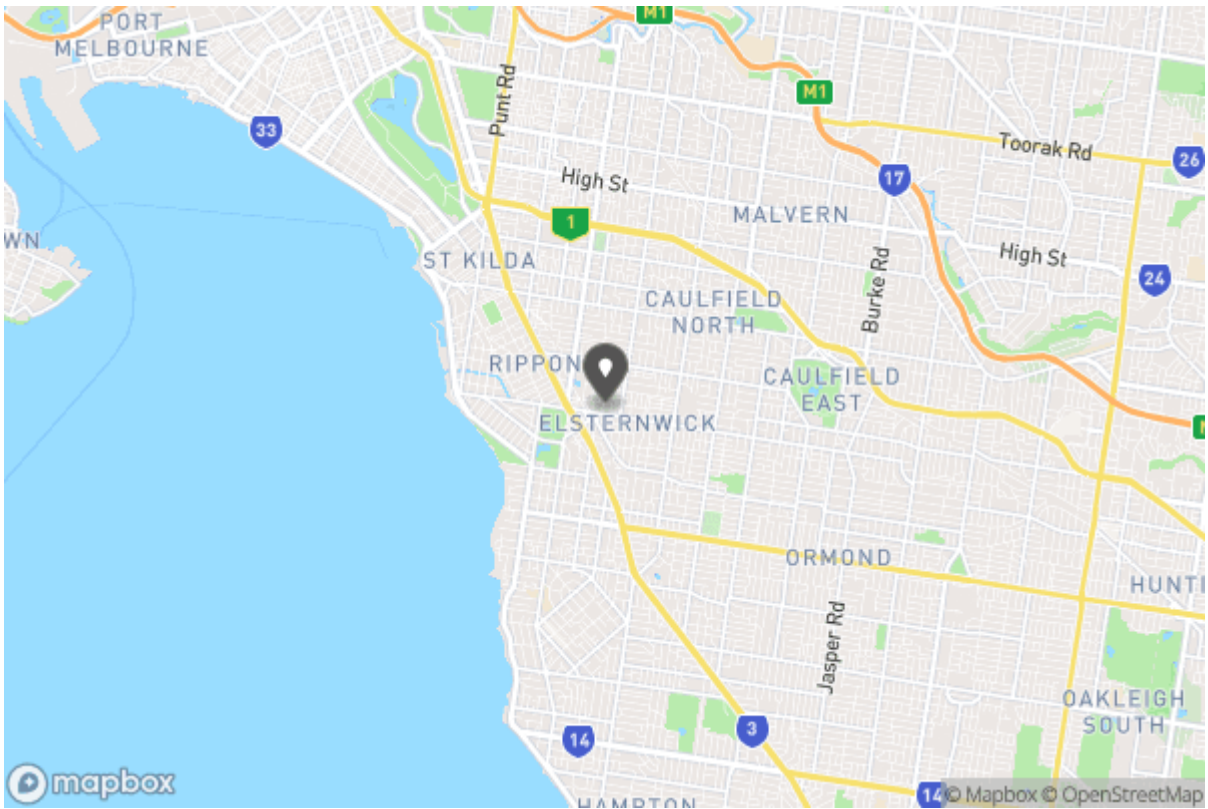 PORT
MELBOURNE
M1
Punt Rd
M1
33
Toorak Rd
26
High St
17
1
MALVERN
WN
ST KILDA
High St
24
Burke Rd
CAULFIELD
NORTH
RIPPON
CAULFIELD
EAST
ELSTERNWICK
ORMOND
HUNTI
Jasper Rd
OAKLEIGH
SOUTH
3
14
mapbox
14
© Mapbox © OpenStreetMap
HAMPTON